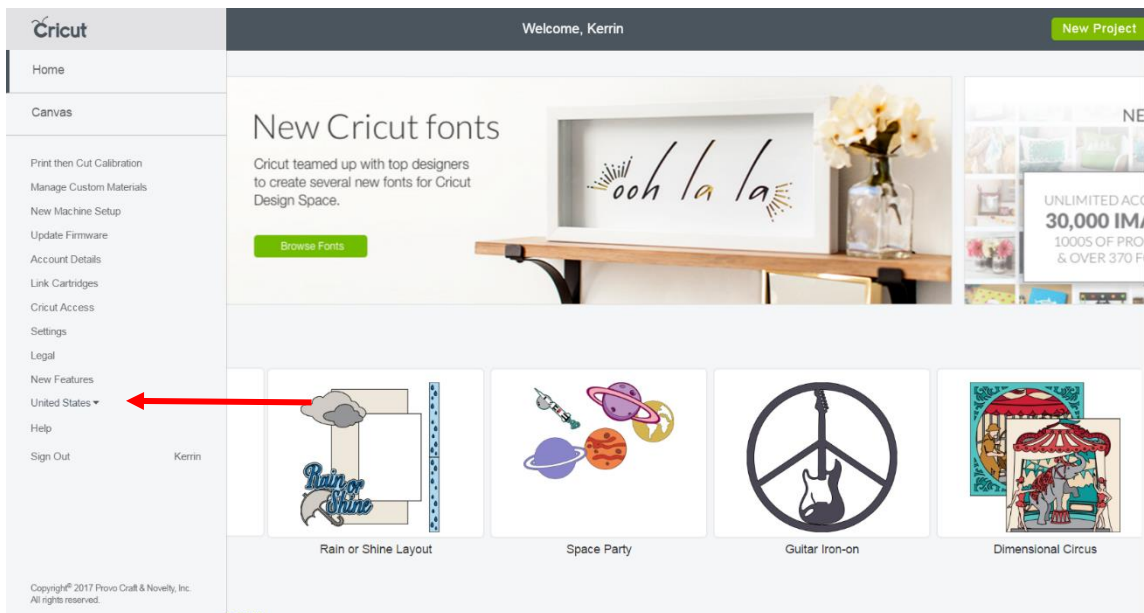 Cricut
Welcome, Kerrin
New Project
Home
Canvas
Print then Cut Calibration
Manage Custom Materials
New Machine Setup
Update Firmware
Account Details
Link Cartridges
Cricut Access
Settings
Legal
New Features
United States
Help
Sign Out Kerrin
Copyright© 2017 Provo Craft & Novelty, Inc.
All rights reserved.
New Cricut fonts
Cricut teamed up with top designers
to create several new fonts for Cricut
Design Space.
Browse Fonts
ooh la la
NE
UNLIMITED ACC
30,000 IMA
1000S OF PRO
& OVER 370 F
Rain or
Shine
Rain or Shine Layout
Space Party
Guitar Iron-on
Dimensional Circus